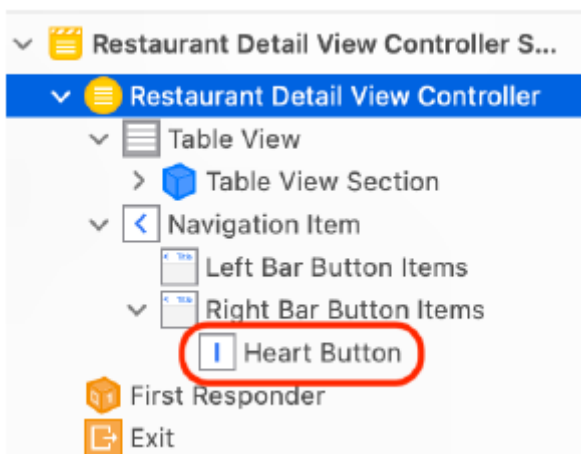 Restaurant Detail View Controller S...
Restaurant Detail View Controller
Table View
Table View Section
Navigation Item
Left Bar Button Items
Right Bar Button Items
Heart Button
First Responder
Exit